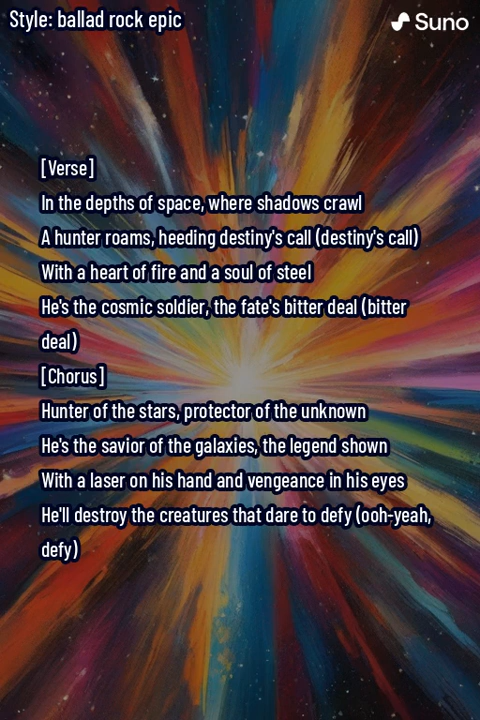 Style: ballad rock epic
Suno
[Verse]
In the depths of space, where shadows crawl
A hunter roams, heeding destiny's call (destiny's call)
With a heart of fire and a soul of steel
He's the cosmic soldier, the fate's bitter deal (bitter
deal)
[Chorus]
Hunter of the stars, protector of the unknown
He's the savior of the galaxies, the legend shown
With a laser on his hand and vengeance in his eyes
He'll destroy the creatures that dare to defy (ooh-yeah,
defy)